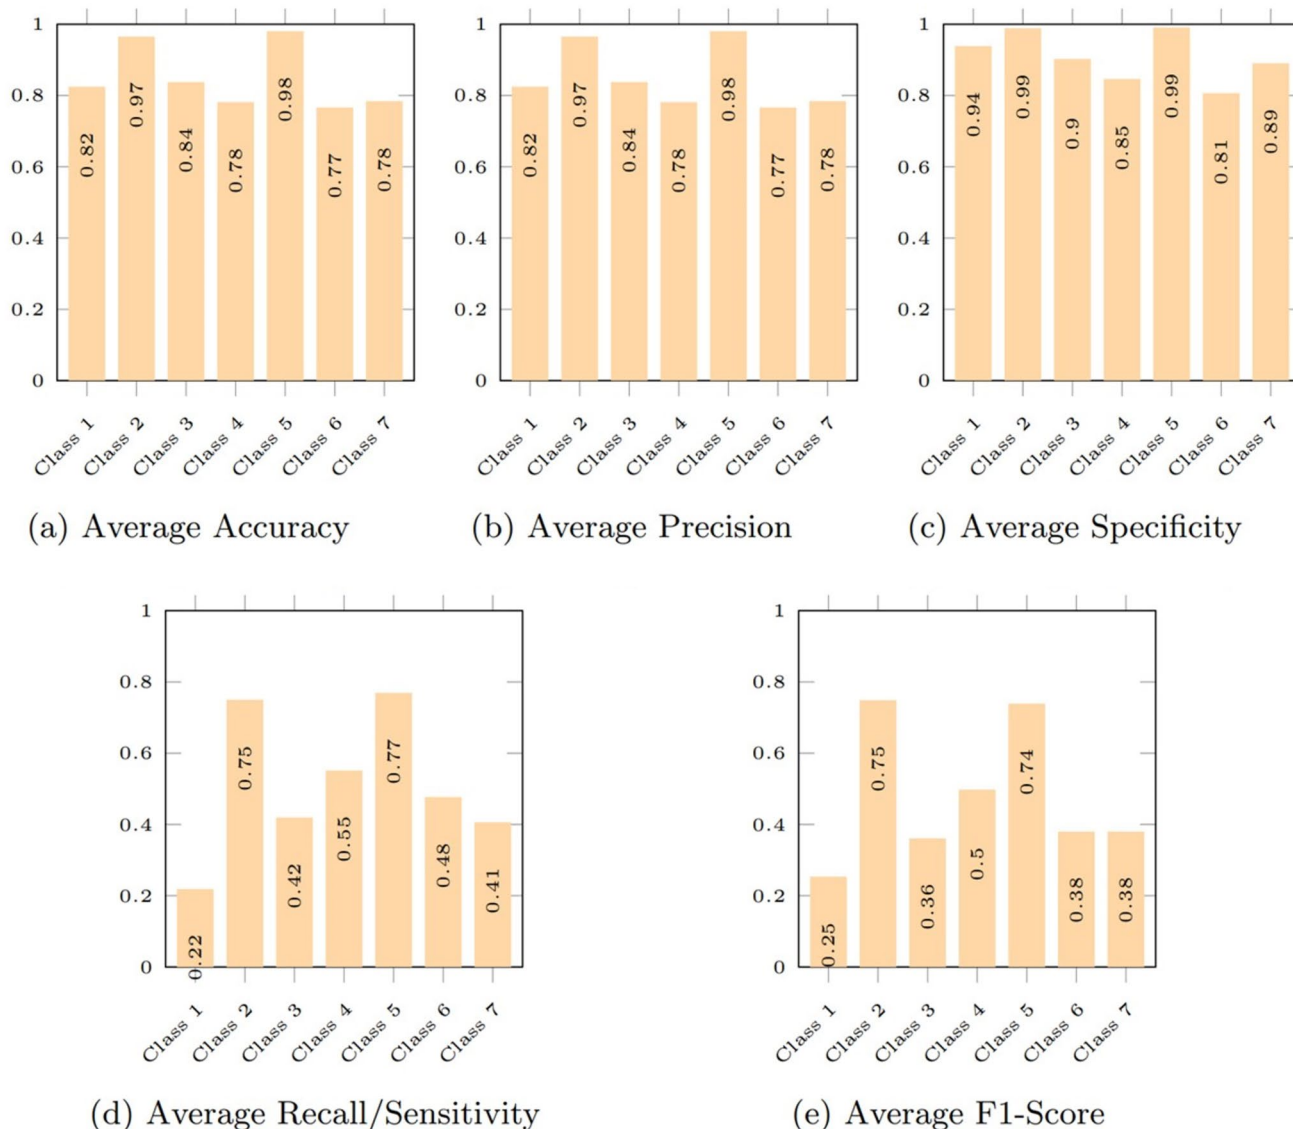 1
0.8
0.6
0.4
0.2
0
0.82
0.97
0.84
0.78
0.98
0.77
0.78
Class 1
Class 2
Class 3
Class 4
Class 5
Class 6
Class 7
(a) Average Accuracy
1
0.8
0.6
0.4
0.2
0
0.82
0.97
0.84
0.78
0.98
0.77
0.78
Class 1
Class 2
Class 3
Class 4
Class 5
Class 6
Class 7
(b) Average Precision
1
0.8
0.6
0.4
0.2
0
0.94
0.99
0.9
0.85
0.99
0.81
0.89
Class 1
Class 2
Class 3
Class 4
Class 5
Class 6
Class 7
(c) Average Specificity
1
0.8
0.6
0.4
0.2
0
0.22
0.75
0.42
0.55
0.77
0.48
0.41
Class 1
Class 2
Class 3
Class 4
Class 5
Class 6
Class 7
(d) Average Recall/Sensitivity
1
0.8
0.6
0.4
0.2
0
0.25
0.75
0.36
0.5
0.74
0.38
0.38
Class 1
Class 2
Class 3
Class 4
Class 5
Class 6
Class 7
(e) Average F1-Score